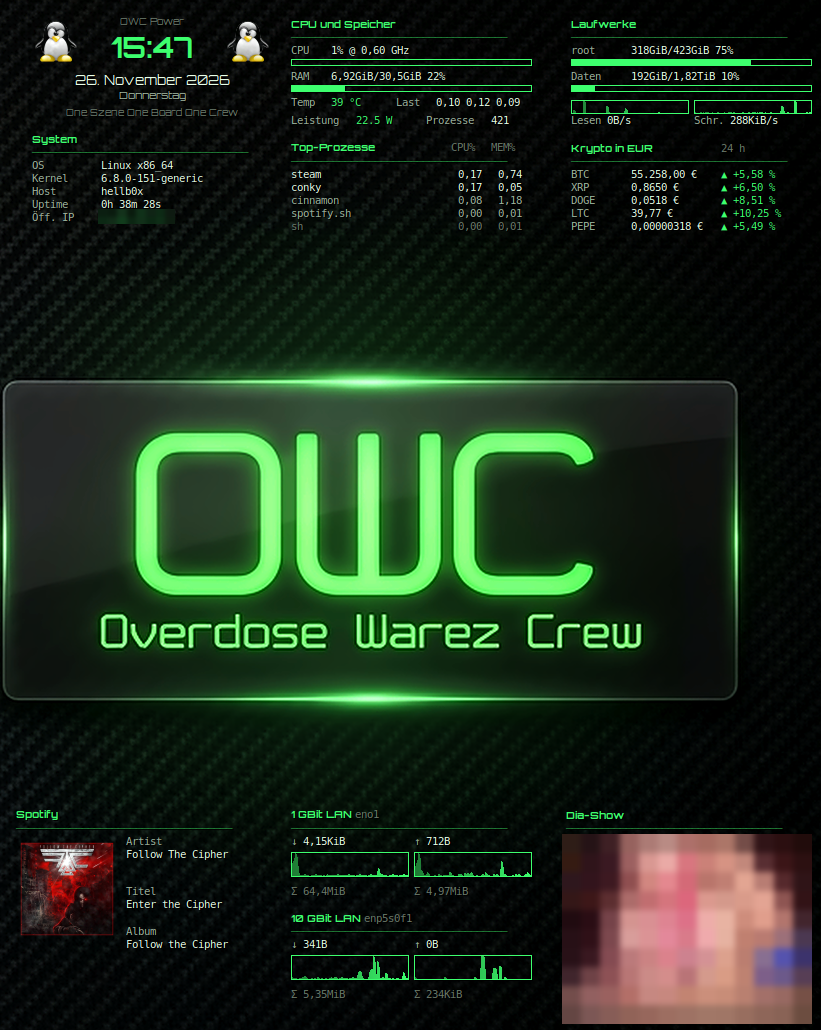 OWC Power
15:47
26. November 2026
Donnerstag
One Szene One Board One Crew
System
OS Linux x86_64
Kernel 6.8.0-151-generic
Host hellb0x
Uptime 0h 38m 28s
Öff. IP
CPU und Speicher
CPU 1% @ 0,60 GHz
RAM 6,92GiB/30,5GiB 22%
Temp 39 °C Last 0,10 0,12 0,09
Leistung 22.5 W Prozesse 421
Top-Prozesse CPU% MEM%
steam 0,17 0,74
conky 0,17 0,05
cinnamon 0,08 1,18
spotify.sh 0,00 0,01
sh 0,00 0,01
Laufwerke
root 318GiB/423GiB 75%
Daten 192GiB/1,82TiB 10%
Lesen 0B/s Schr. 288KiB/s
Krypto in EUR 24 h
BTC 55.258,00 € ▲ +5,58 %
XRP 0,8650 € ▲ +6,50 %
DOGE 0,0518 € ▲ +8,51 %
LTC 39,77 € ▲ +10,25 %
PEPE 0,00000318 € ▲ +5,49 %
OWC
Overdose Warez Crew
Spotify
Artist
Follow The Cipher
Titel
Enter the Cipher
Album
Follow the Cipher
1 GBit LAN eno1
↓ 4,15KiB ↑ 712B
Σ 64,4MiB Σ 4,97MiB
10 GBit LAN enp5s0f1
↓ 341B ↑ 0B
Σ 5,35MiB Σ 234KiB
Dia-Show